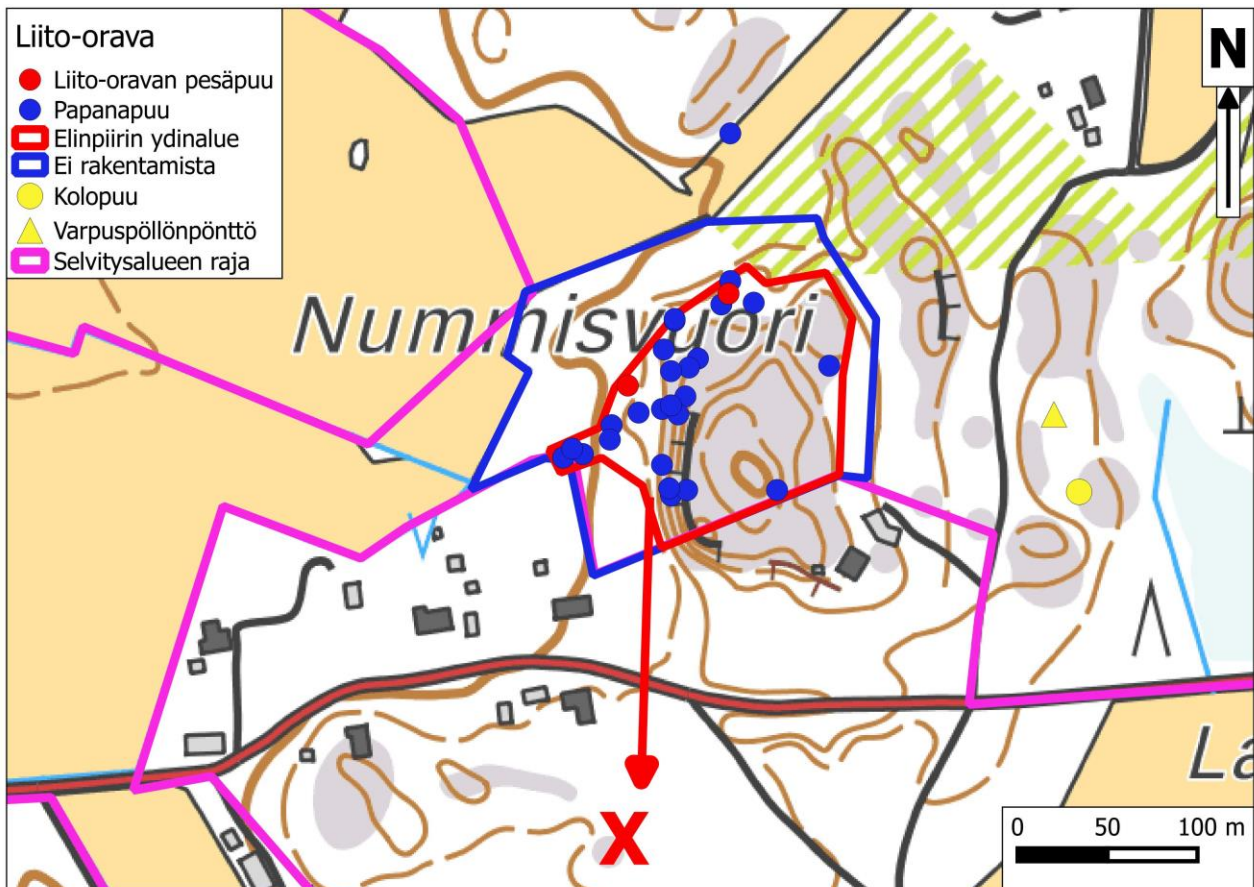 Liito-orava
Liito-oravan pesäpuu
Papanapuu
Elinpiirin ydinalue
Ei rakentamista
Kolopuu
Varpuspöllönpönttö
Selvitysalueen raja
N
Nummisvuori
La
X
0 50 100 m